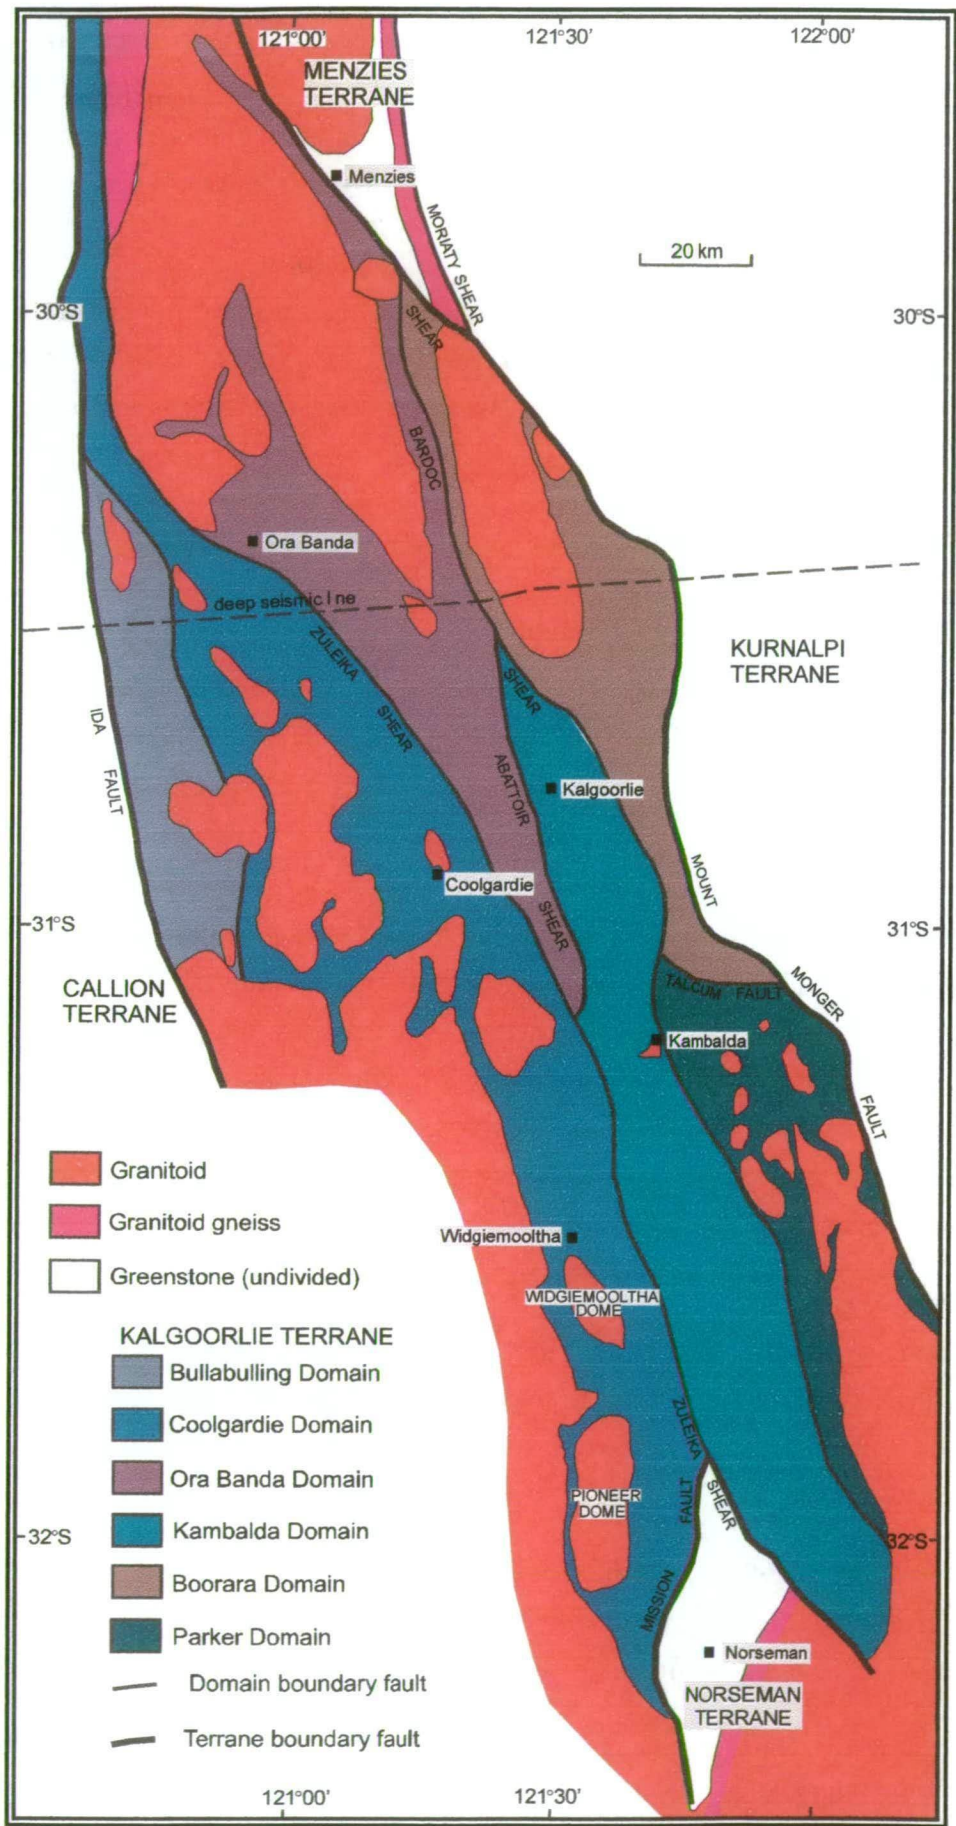 121°00'
121°30'
122°00'
MENZIES
TERRANE
Menzies
MORIATY SHEAR
20 km
30°S
30°S
SHEAR
BARDOC
Ora Banda
deep seismic l ne
ZULEIKA
SHEAR
SHEAR
KURNALPI
TERRANE
IDA
FAULT
ABATTOIR
SHEAR
Kalgoorlie
Coolgardie
MOUNT
MONGER
FAULT
31°S
31°S
TALCUM FAULT
CALLION
TERRANE
Kambalda
Granitoid
Granitoid gneiss
Greenstone (undivided)
Widgiemooltha
WIDGIEMOOLTHA
DOME
KALGOORLIE TERRANE
Bullabulling Domain
Coolgardie Domain
Ora Banda Domain
Kambalda Domain
Boorara Domain
Parker Domain
Domain boundary fault
Terrane boundary fault
ZULEIKA
SHEAR
PIONEER
DOME
FAULT
MISSION
32°S
32°S
Norseman
NORSEMAN
TERRANE
121°00'
121°30'